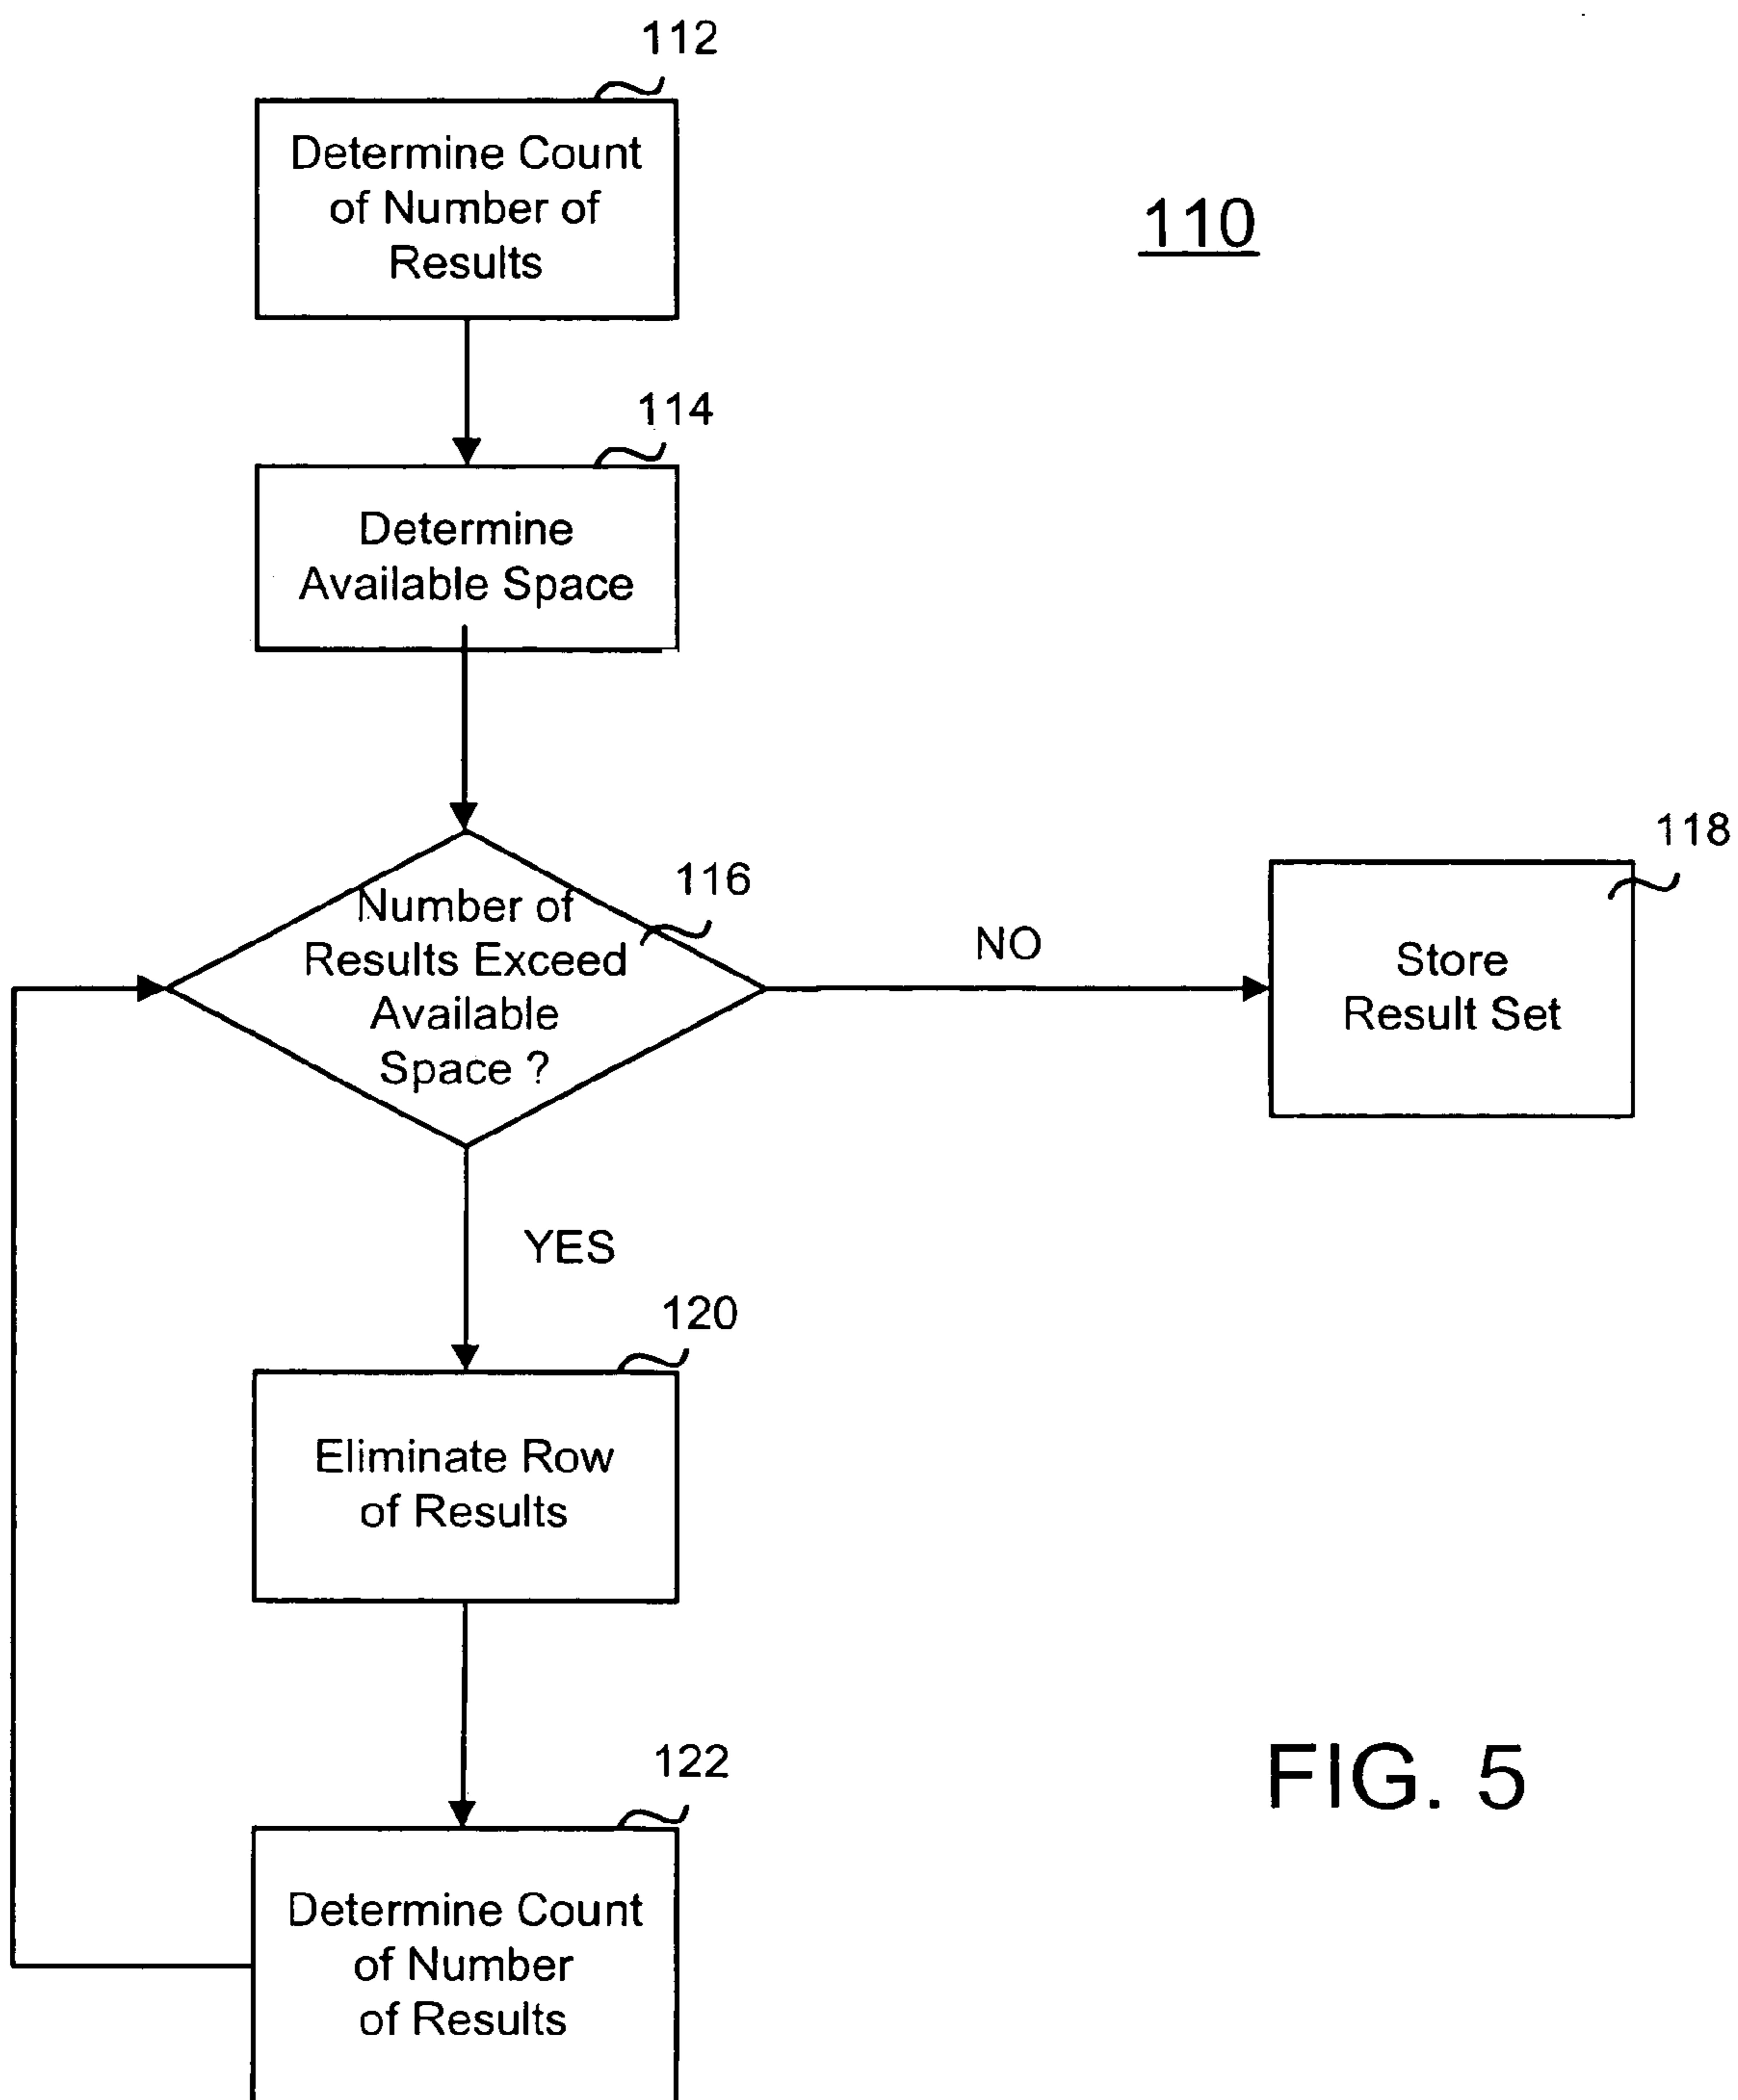 112
Determine Count
of Number of
Results
110
114
Determine
Available Space
116
Number of
Results Exceed
Available
Space ?
NO
118
Store
Result Set
YES
120
Eliminate Row
of Results
122
Determine Count
of Number
of Results
FIG. 5